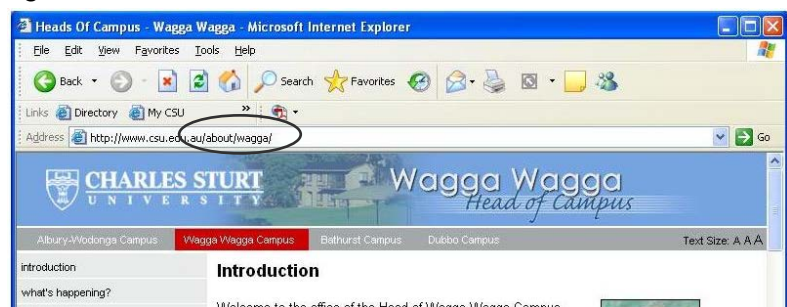 Heads Of Campus - Wagga Wagga - Microsoft Internet Explorer
File Edit View Favorites Tools Help
Back Search Favorites
Links Directory My CSU »
Address http://www.csu.edu.au/about/wagga/ Go
CHARLES STURT
UNIVERSITY
Wagga Wagga
Head of Campus
Albury-Wodonga Campus Wagga Wagga Campus Bathurst Campus Dubbo Campus Text Size: A A A
introduction
Introduction
what's happening?
Welcome to the office of the Head of Wagga Wagga Campus